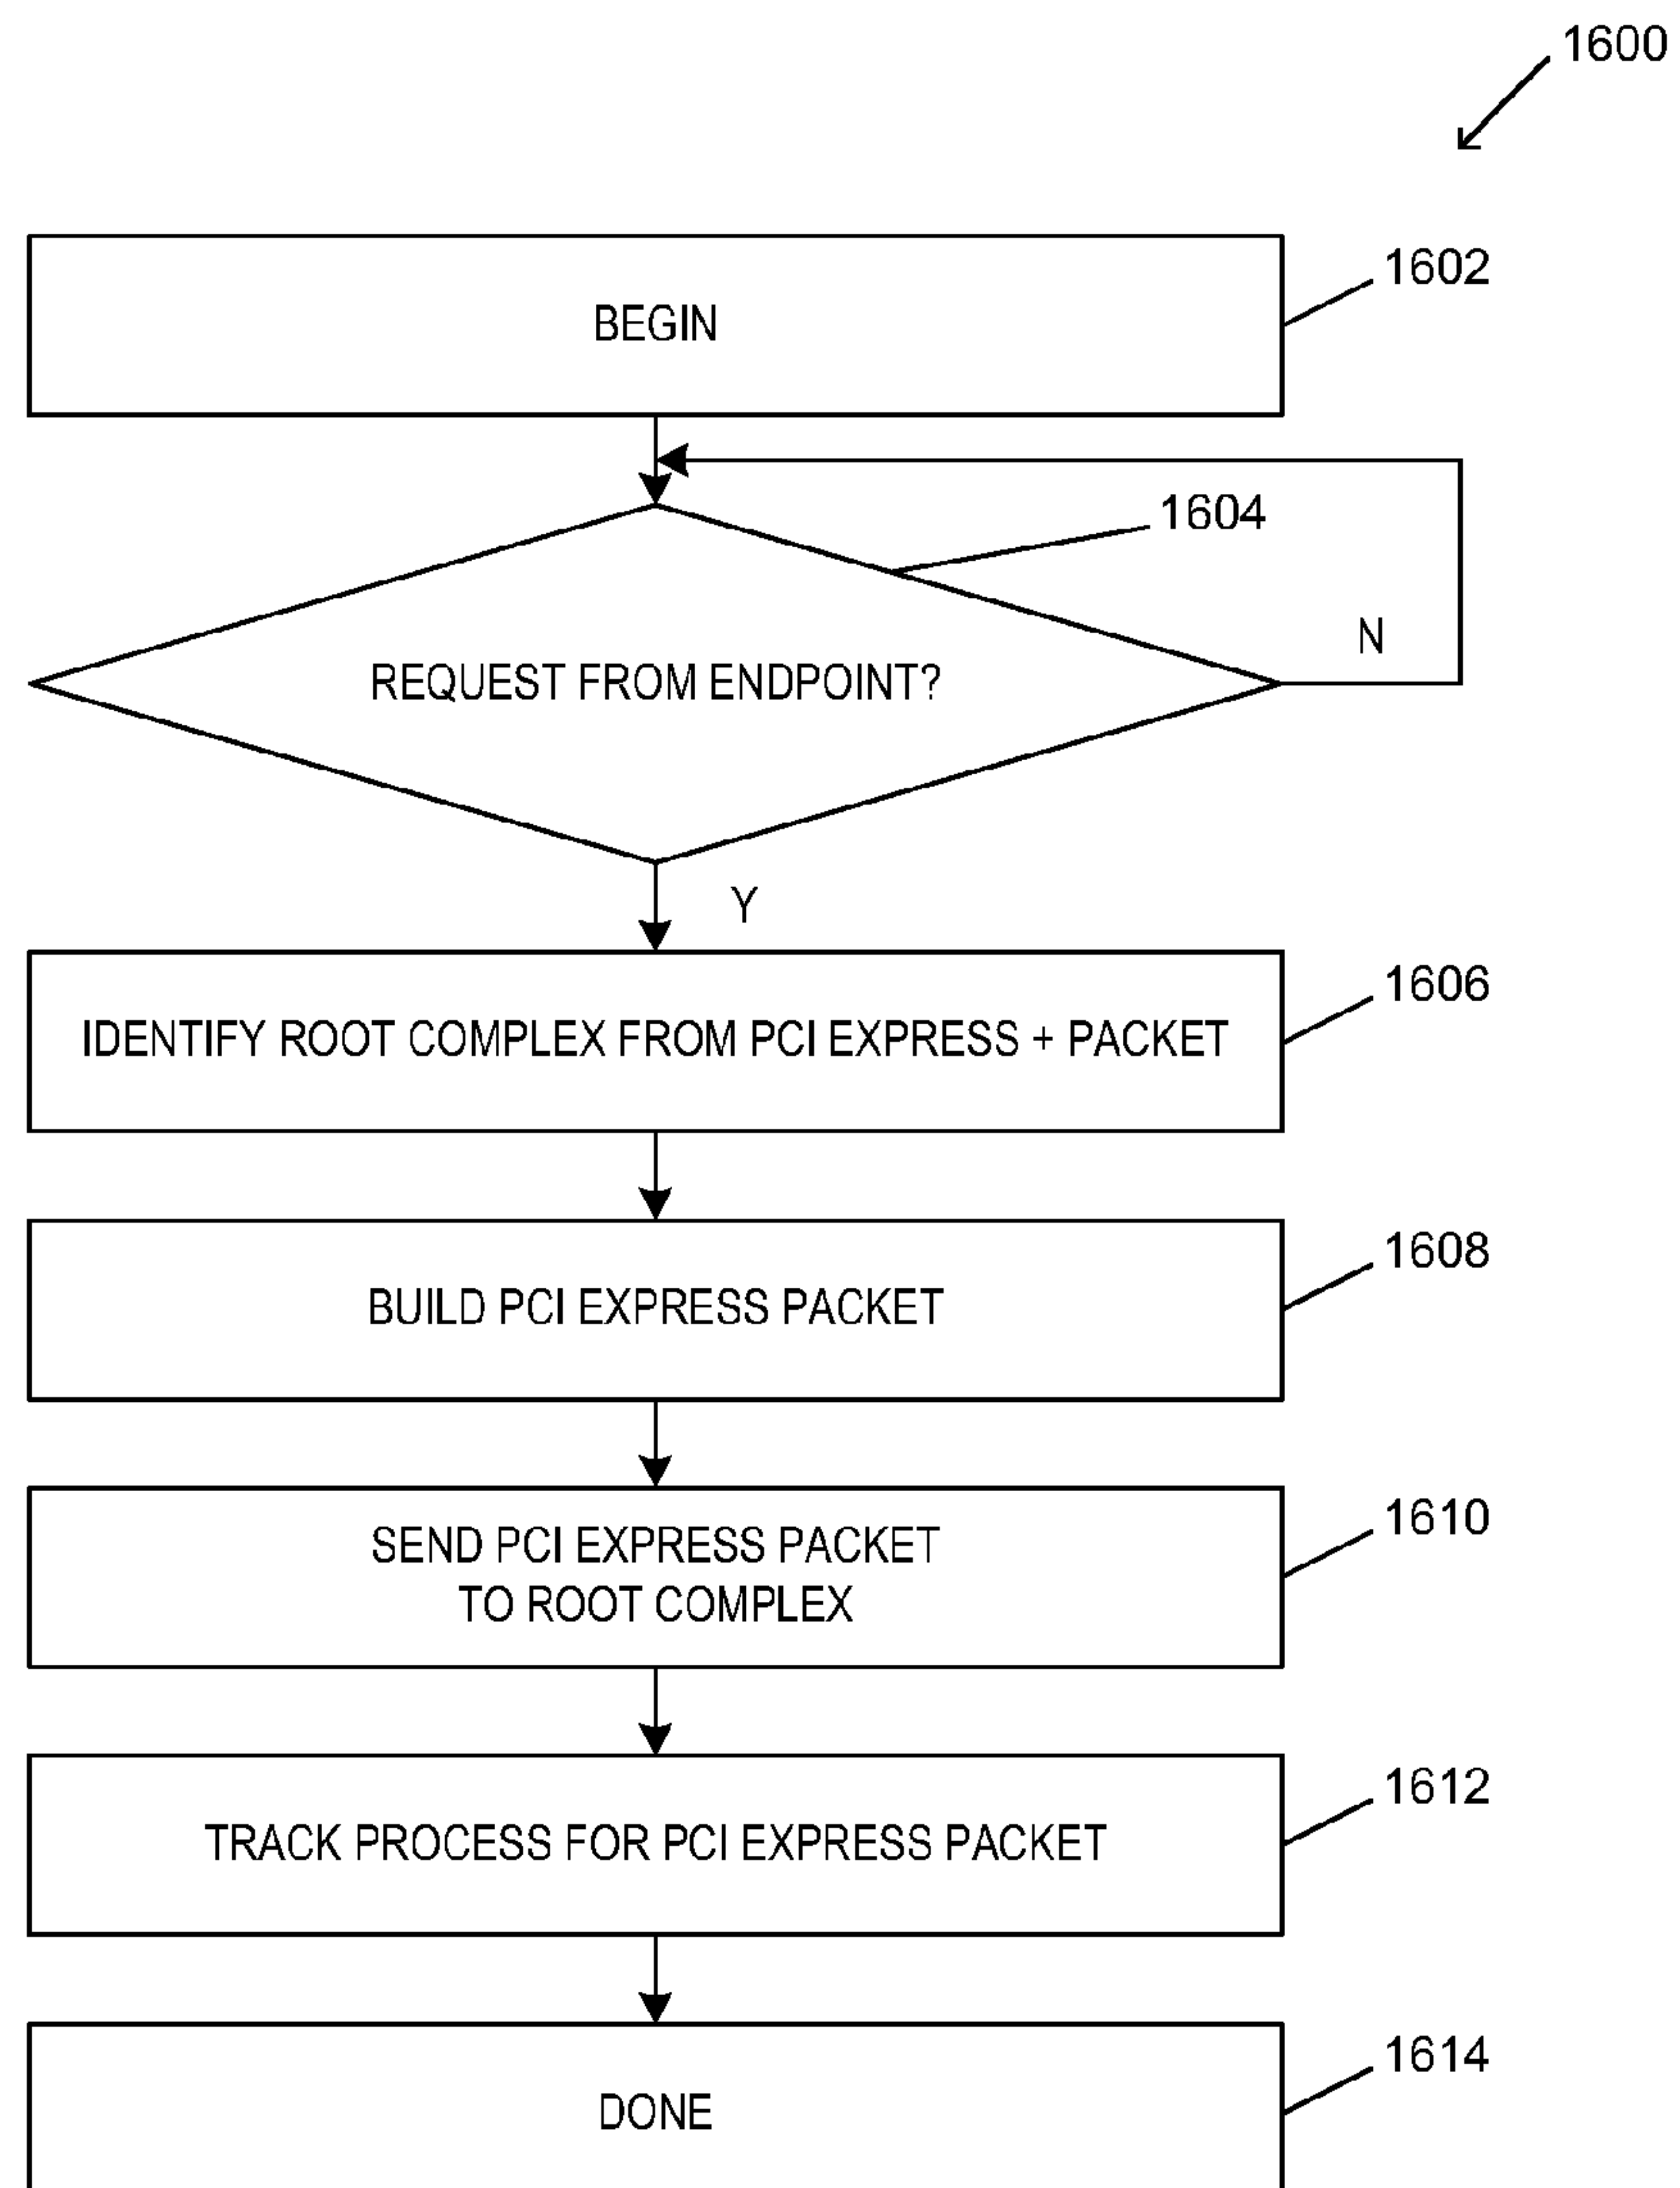 1600
BEGIN
1602
1604
N
REQUEST FROM ENDPOINT?
Y
IDENTIFY ROOT COMPLEX FROM PCI EXPRESS + PACKET
1606
BUILD PCI EXPRESS PACKET
1608
SEND PCI EXPRESS PACKET
TO ROOT COMPLEX
1610
TRACK PROCESS FOR PCI EXPRESS PACKET
1612
DONE
1614